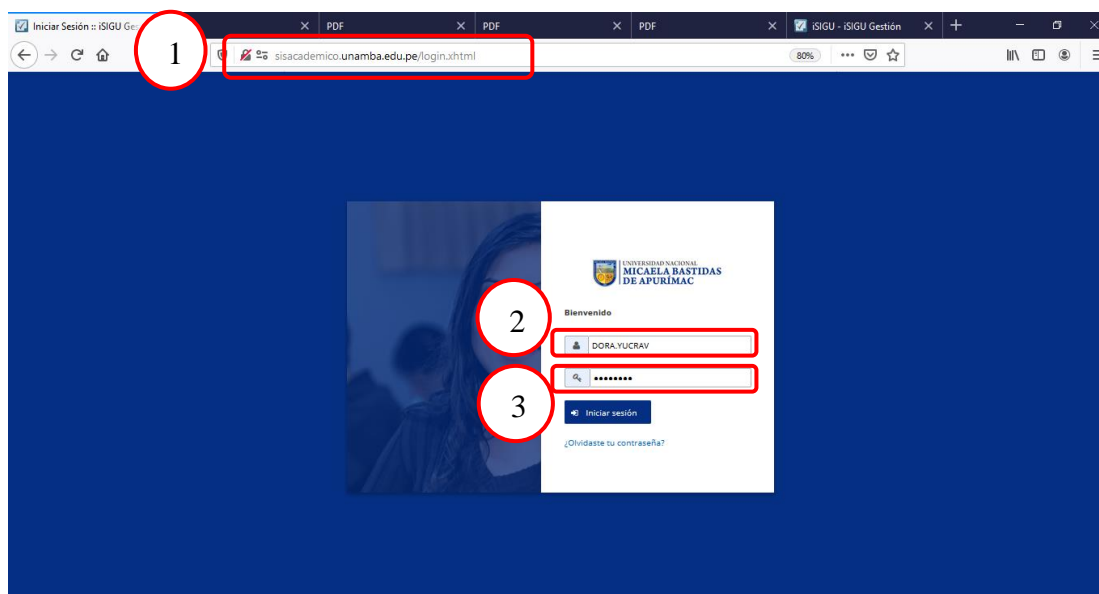 Iniciar Sesión :: iSIGU
PDF
PDF
PDF
iSIGU - iSIGU Gestión
1
sisacademico.unamba.edu.pe/login.xhtml
80%
UNIVERSIDAD NACIONAL
MICAELA BASTIDAS
DE APURÍMAC
2
Bienvenido
DORA.YUCRAV
••••••••
3
Iniciar sesión
¿Olvidaste tu contraseña?